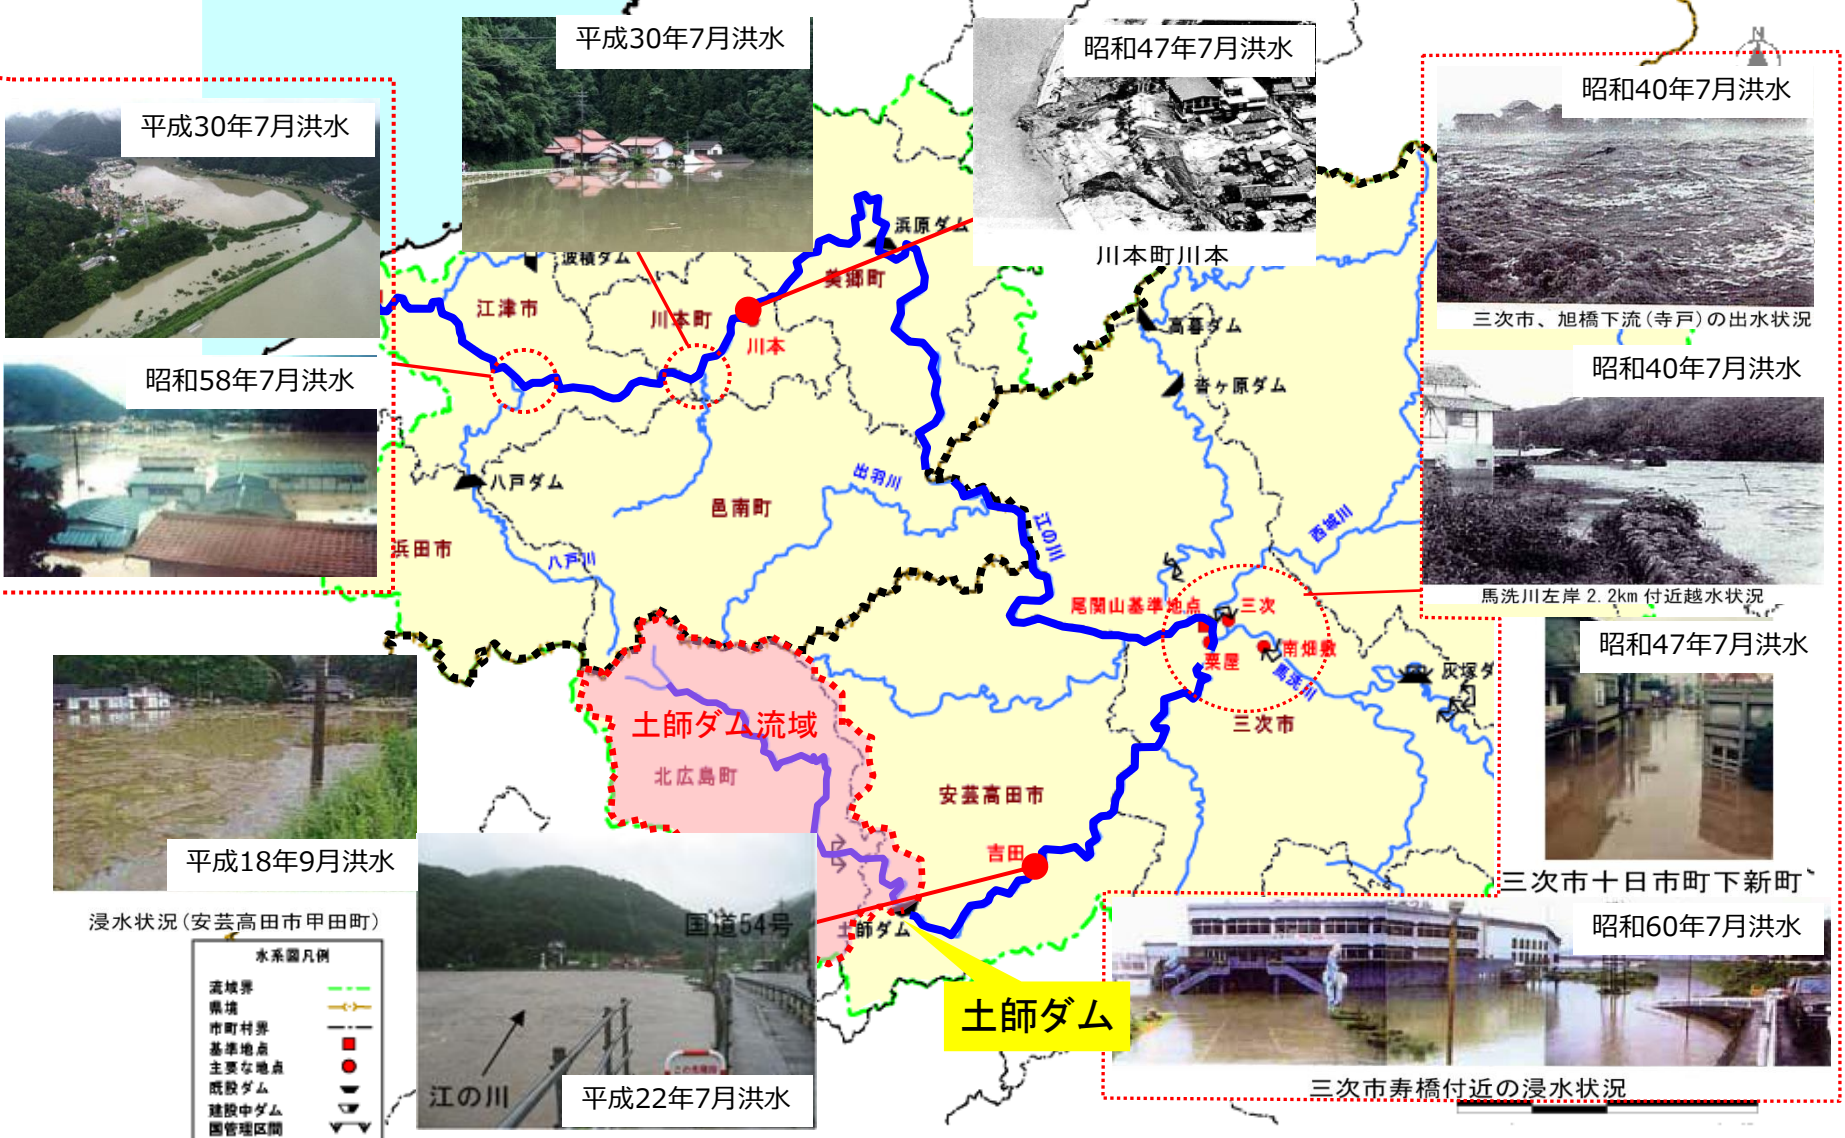 平成30年7月洪水
昭和47年7月洪水
N
昭和40年7月洪水
平成30年7月洪水
川本町川本
三次市、旭橋下流(寺戸)の出水状況
昭和58年7月洪水
昭和40年7月洪水
馬洗川左岸2.2km付近越水状況
昭和47年7月洪水
三次市十日市町下新町
昭和60年7月洪水
三次市寿橋付近の浸水状況
平成18年9月洪水
浸水状況(安芸高田市甲田町)
国道54号
江の川
平成22年7月洪水
波積ダム
浜原ダム
美郷町
江津市
川本町
川本
高暮ダム
沓ヶ原ダム
八戸ダム
出羽川
邑南町
江の川
西城川
浜田市
八戸川
尾関山基準地点
三次
粟屋
南畑敷
馬洗川
灰塚ダ
三次市
土師ダム流域
北広島町
安芸高田市
吉田
土師ダム
土師ダム
水系図凡例
流域界
県境
市町村界
基準地点
主要な地点
既設ダム
建設中ダム
国管理区間